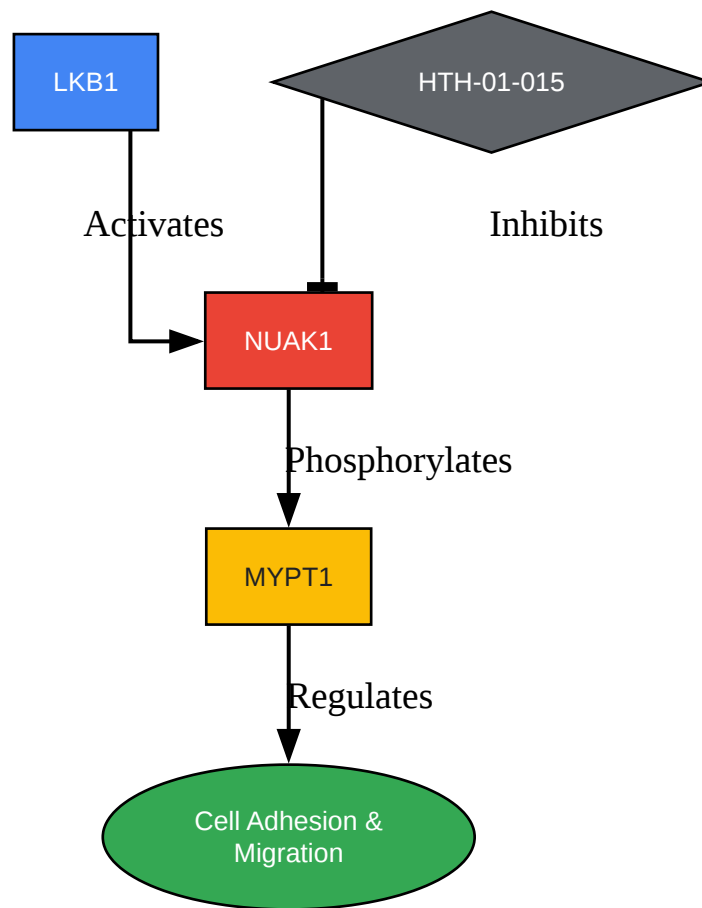 LKB1
HTH-01-015
Activates
Inhibits
NUAK1
Phosphorylates
MYPT1
Regulates
Cell Adhesion &
Migration